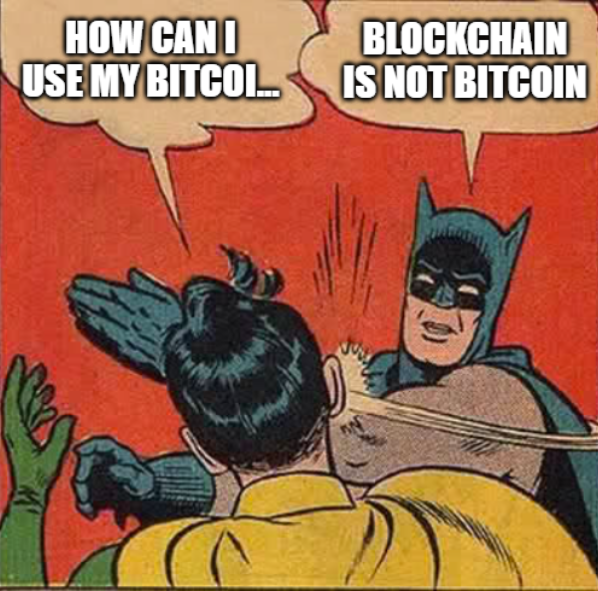 HOW CAN I
USE MY BITCOI...
BLOCKCHAIN
IS NOT BITCOIN